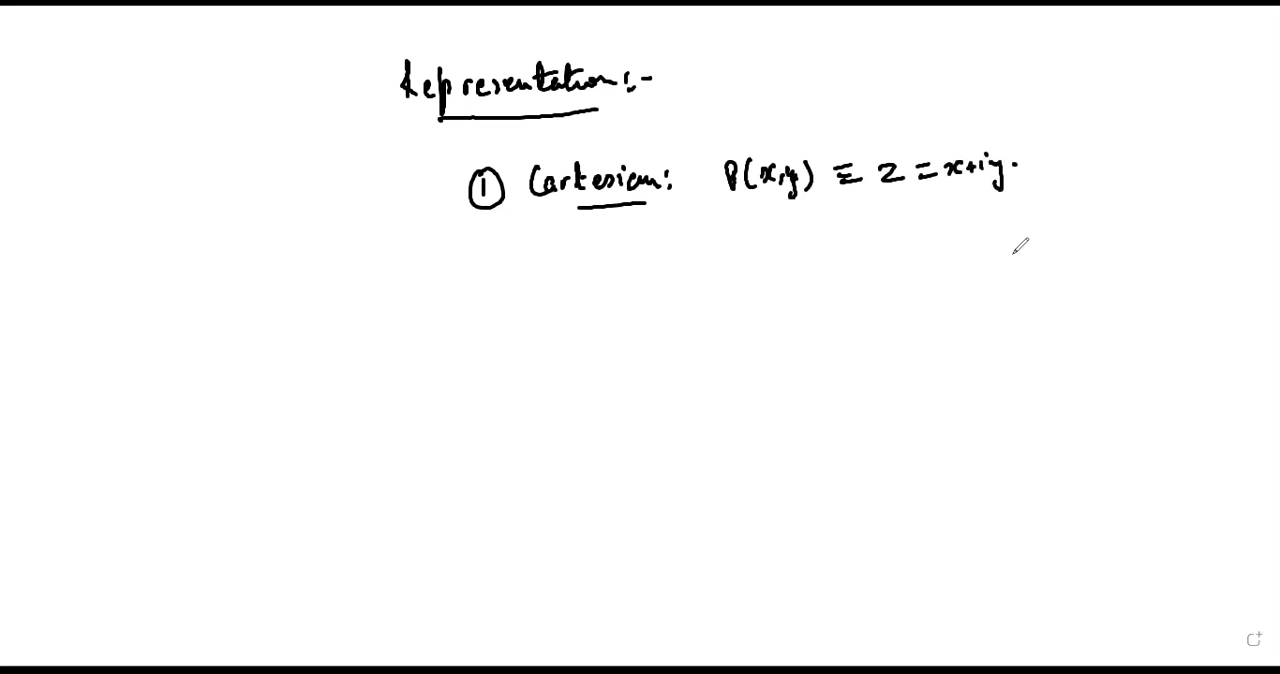 Representation:-
① Cartesian: P(x,y) ≡ z = x+iy.